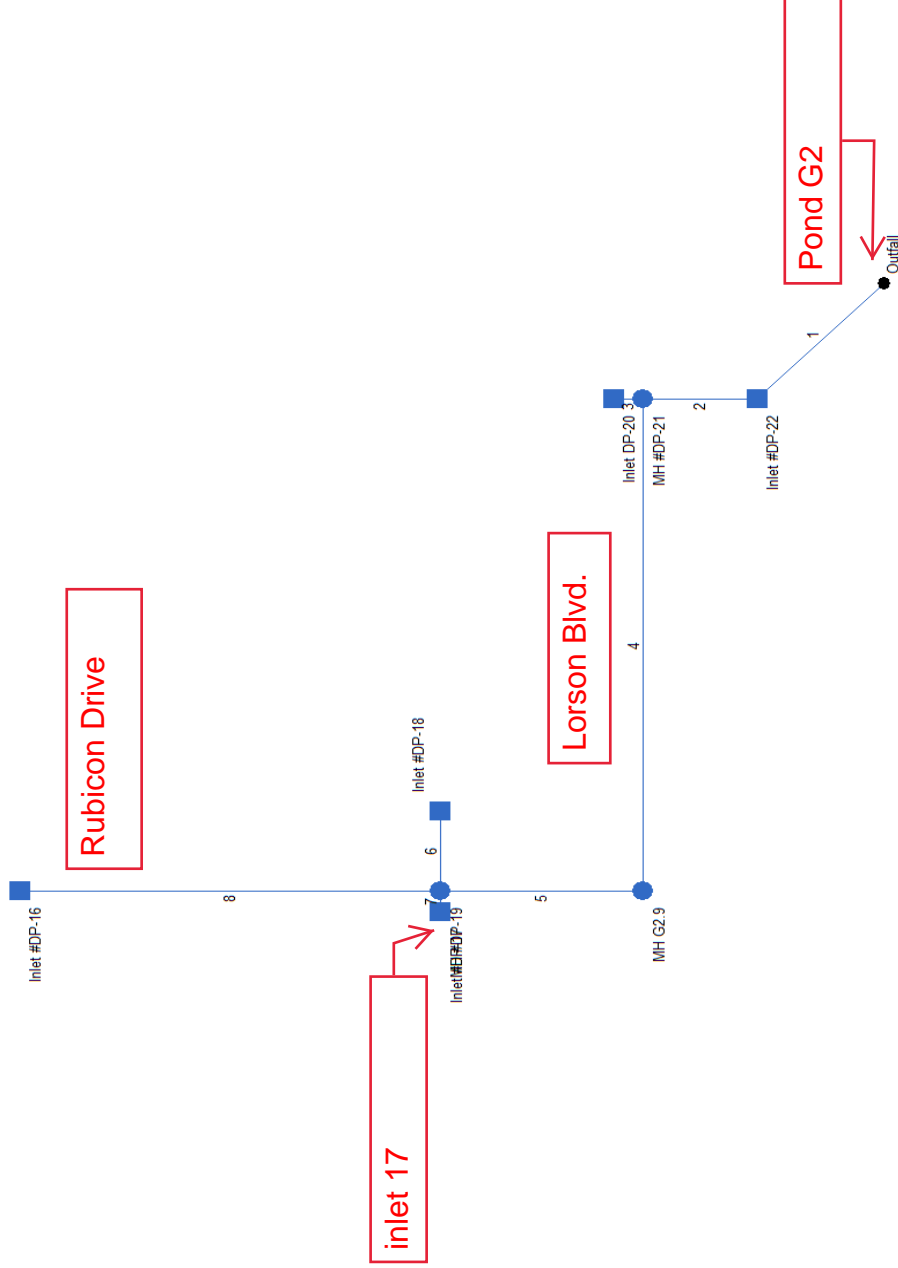 Inlet #DP-16
Rubicon Drive
8
Inlet #DP-18
6
7
inlet 17
5
MH G2.9
Lorson Blvd.
4
Inlet DP-20
3
MH #DP-21
2
Inlet #DP-22
1
Pond G2
Outfall